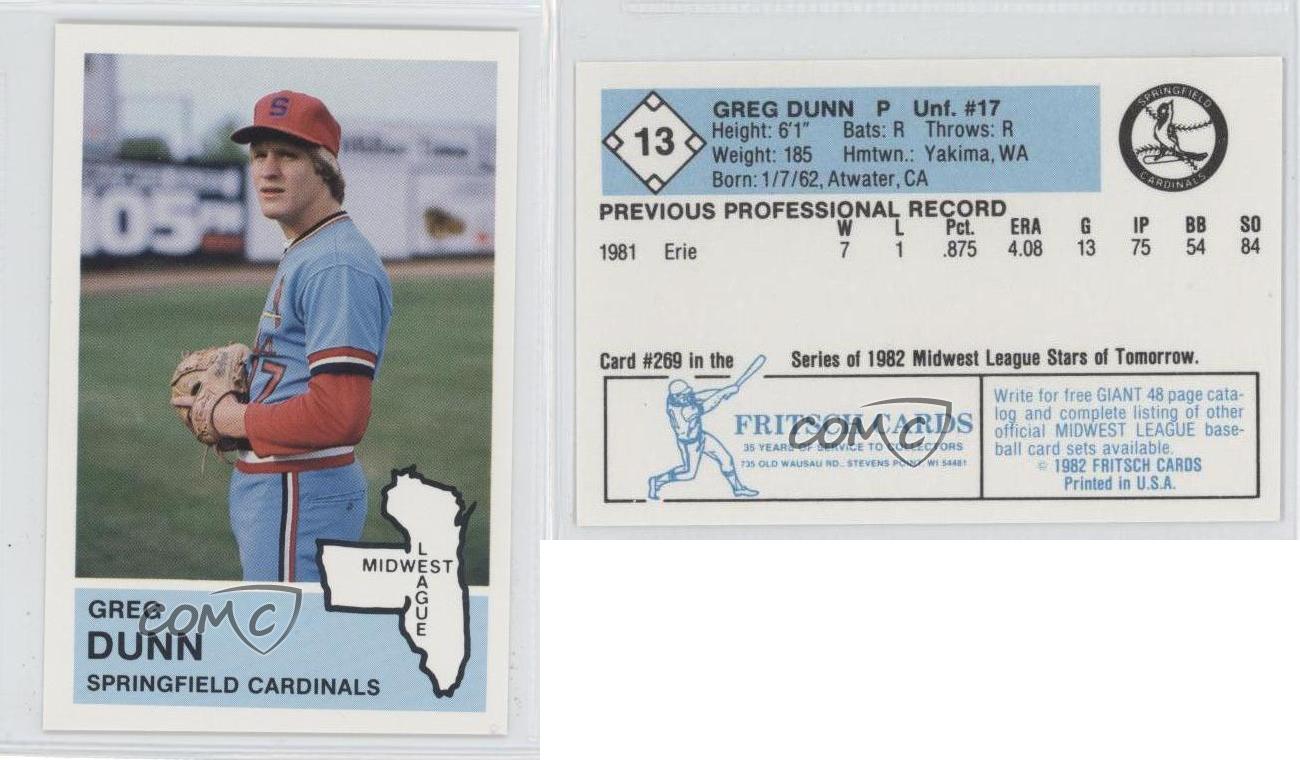 S
05
17
MIDWEST
LEAGUE
GREG
DUNN
SPRINGFIELD CARDINALS
COMC
13
GREG DUNN P Unf. #17
Height: 6'1" Bats: R Throws: R
Weight: 185 Hmtwn.: Yakima, WA
Born: 1/7/62, Atwater, CA
SPRINGFIELD
CARDINALS
PREVIOUS PROFESSIONAL RECORD
W L Pct. ERA G IP BB SO
1981 Erie 7 1 .875 4.08 13 75 54 84
Card #269 in the Series of 1982 Midwest League Stars of Tomorrow.
FRITSCH CARDS
35 YEARS OF SERVICE TO COLLECTORS
735 OLD WAUSAU RD., STEVENS POINT, WI 54481
COMC
Write for free GIANT 48 page cata-
log and complete listing of other
official MIDWEST LEAGUE base-
ball card sets available.
© 1982 FRITSCH CARDS
Printed in U.S.A.